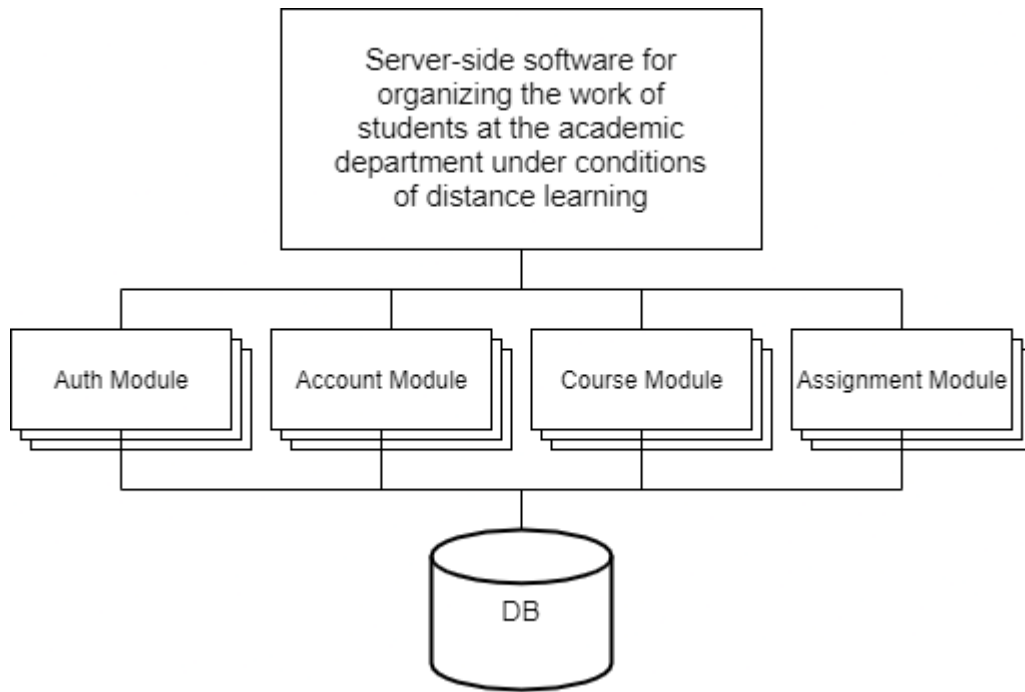 Server-side software for
organizing the work of
students at the academic
department under conditions
of distance learning
Auth Module
Account Module
Course Module
Assignment Module
DB